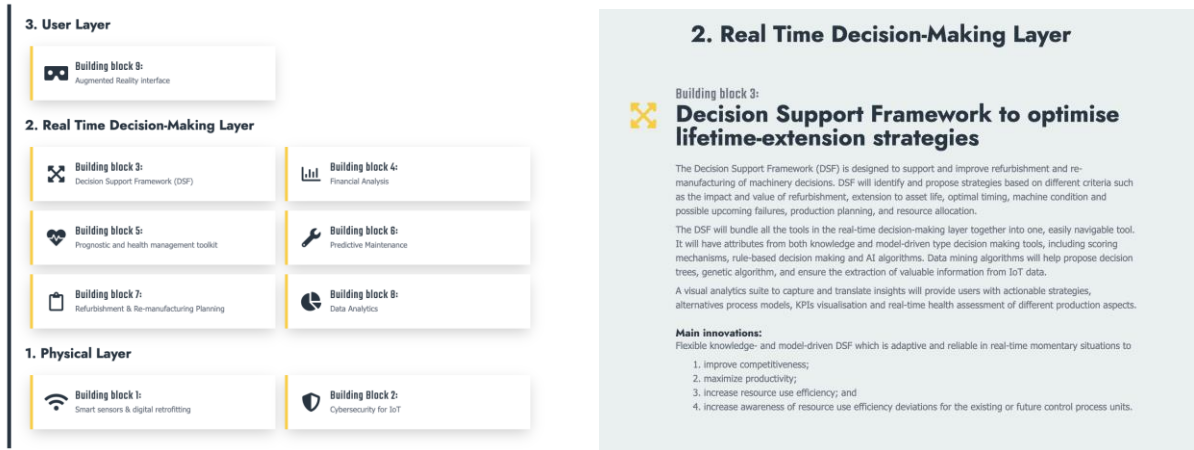 3. User Layer
Building block 9:
Augmented Reality interface
2. Real Time Decision-Making Layer
Building block 3:
Decision Support Framework (DSF)
Building block 4:
Financial Analysis
Building block 5:
Prognostic and health management toolkit
Building block 6:
Predictive Maintenance
Building block 7:
Refurbishment & Re-manufacturing Planning
Building block 8:
Data Analytics
1. Physical Layer
Building block 1:
Smart sensors & digital retrofitting
Building Block 2:
Cybersecurity for IoT
2. Real Time Decision-Making Layer
Building block 3:
Decision Support Framework to optimise
lifetime-extension strategies
The Decision Support Framework (DSF) is designed to support and improve refurbishment and re-
manufacturing of machinery decisions. DSF will identify and propose strategies based on different criteria such
as the impact and value of refurbishment, extension to asset life, optimal timing, machine condition and
possible upcoming failures, production planning, and resource allocation.
The DSF will bundle all the tools in the real-time decision-making layer together into one, easily navigable tool.
It will have attributes from both knowledge and model-driven type decision making tools, including scoring
mechanisms, rule-based decision making and AI algorithms. Data mining algorithms will help propose decision
trees, genetic algorithm, and ensure the extraction of valuable information from IoT data.
A visual analytics suite to capture and translate insights will provide users with actionable strategies,
alternatives process models, KPIs visualisation and real-time health assessment of different production aspects.
Main innovations:
Flexible knowledge- and model-driven DSF which is adaptive and reliable in real-time momentary situations to
1. improve competitiveness;
2. maximize productivity;
3. increase resource use efficiency; and
4. increase awareness of resource use efficiency deviations for the existing or future control process units.